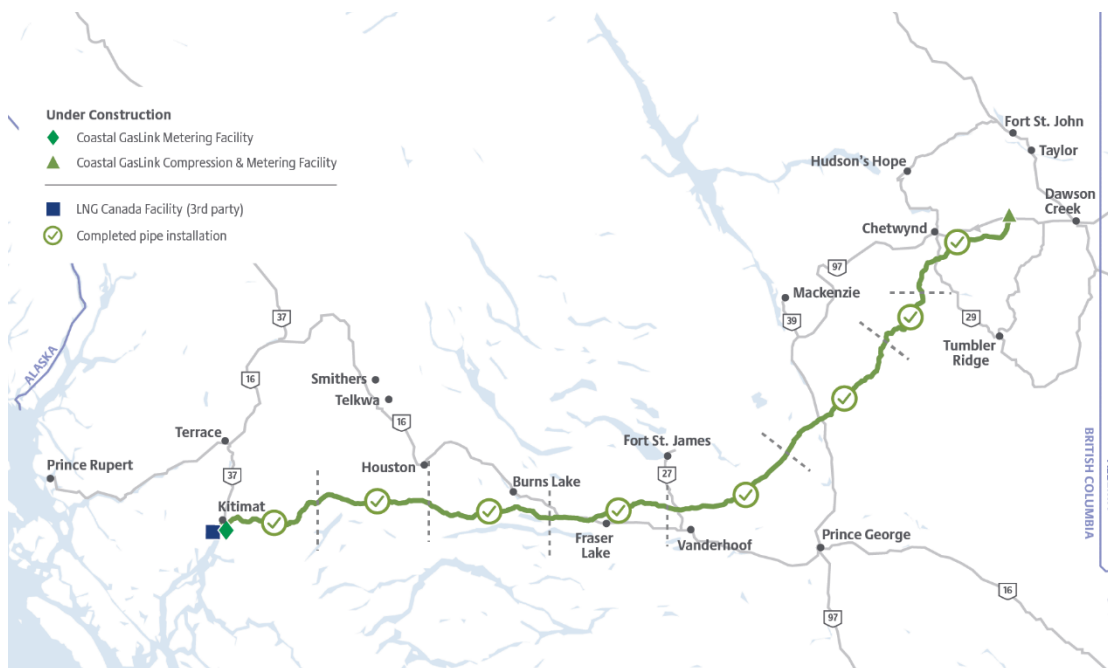 Under Construction
Coastal GasLink Metering Facility
Coastal GasLink Compression & Metering Facility
LNG Canada Facility (3rd party)
Completed pipe installation
Fort St. John
Taylor
Hudson's Hope
Dawson
Creek
Chetwynd
97
Mackenzie
39
29
Tumbler
Ridge
37
ALASKA
16
Smithers
Telkwa
16
Terrace
Fort St. James
BRITISH COLUMBIA
Prince Rupert
37
Houston
27
Burns Lake
Kitimat
Fraser
Lake
Vanderhoof
Prince George
16
97